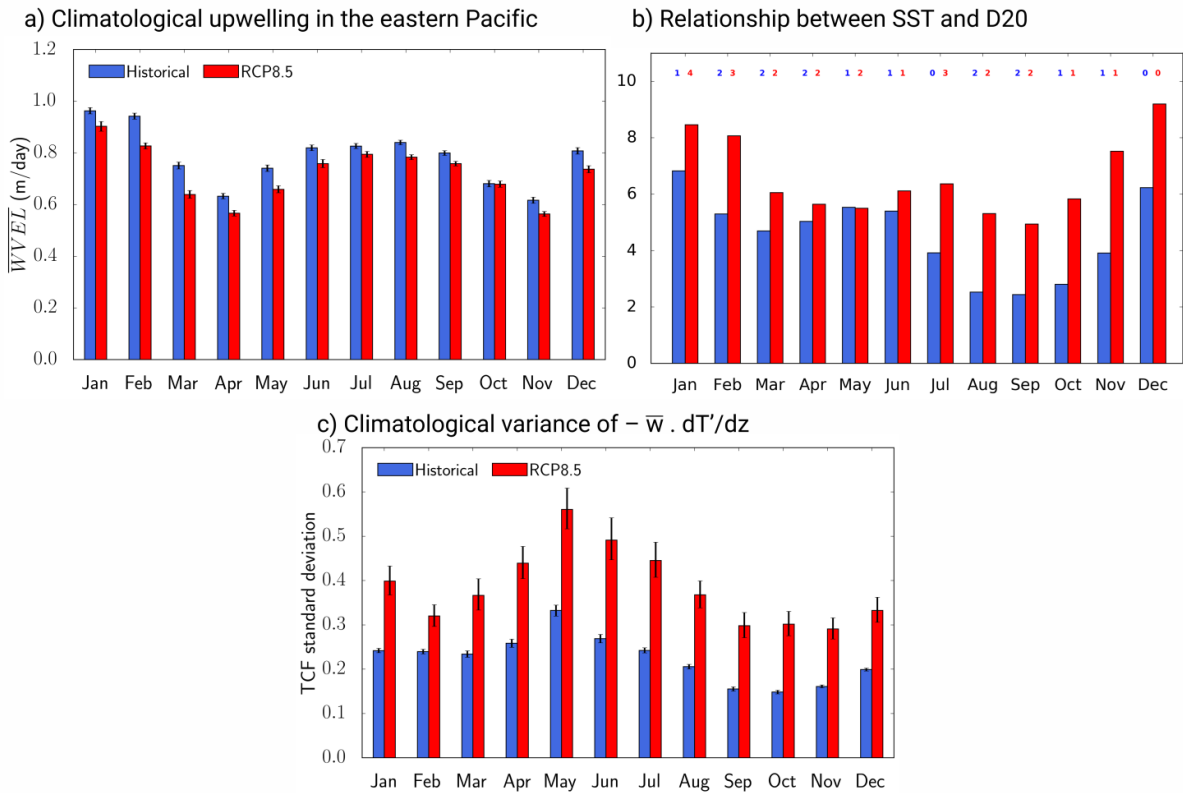 a) Climatological upwelling in the eastern Pacific
1.2
1.0
0.8
0.6
0.4
0.2
0.0
WVEL (m/day)
Historical RCP8.5
Jan Feb Mar Apr May Jun Jul Aug Sep Oct Nov Dec
b) Relationship between SST and D20
10
8
6
4
2
0
1 4 2 3 2 2 2 2 1 2 1 1 0 3 2 2 2 2 1 1 1 1 0 0
Jan Feb Mar Apr May Jun Jul Aug Sep Oct Nov Dec
c) Climatological variance of – w̅ . dT'/dz
0.7
0.6
0.5
0.4
0.3
0.2
0.1
0.0
TCF standard deviation
Historical RCP8.5
Jan Feb Mar Apr May Jun Jul Aug Sep Oct Nov Dec